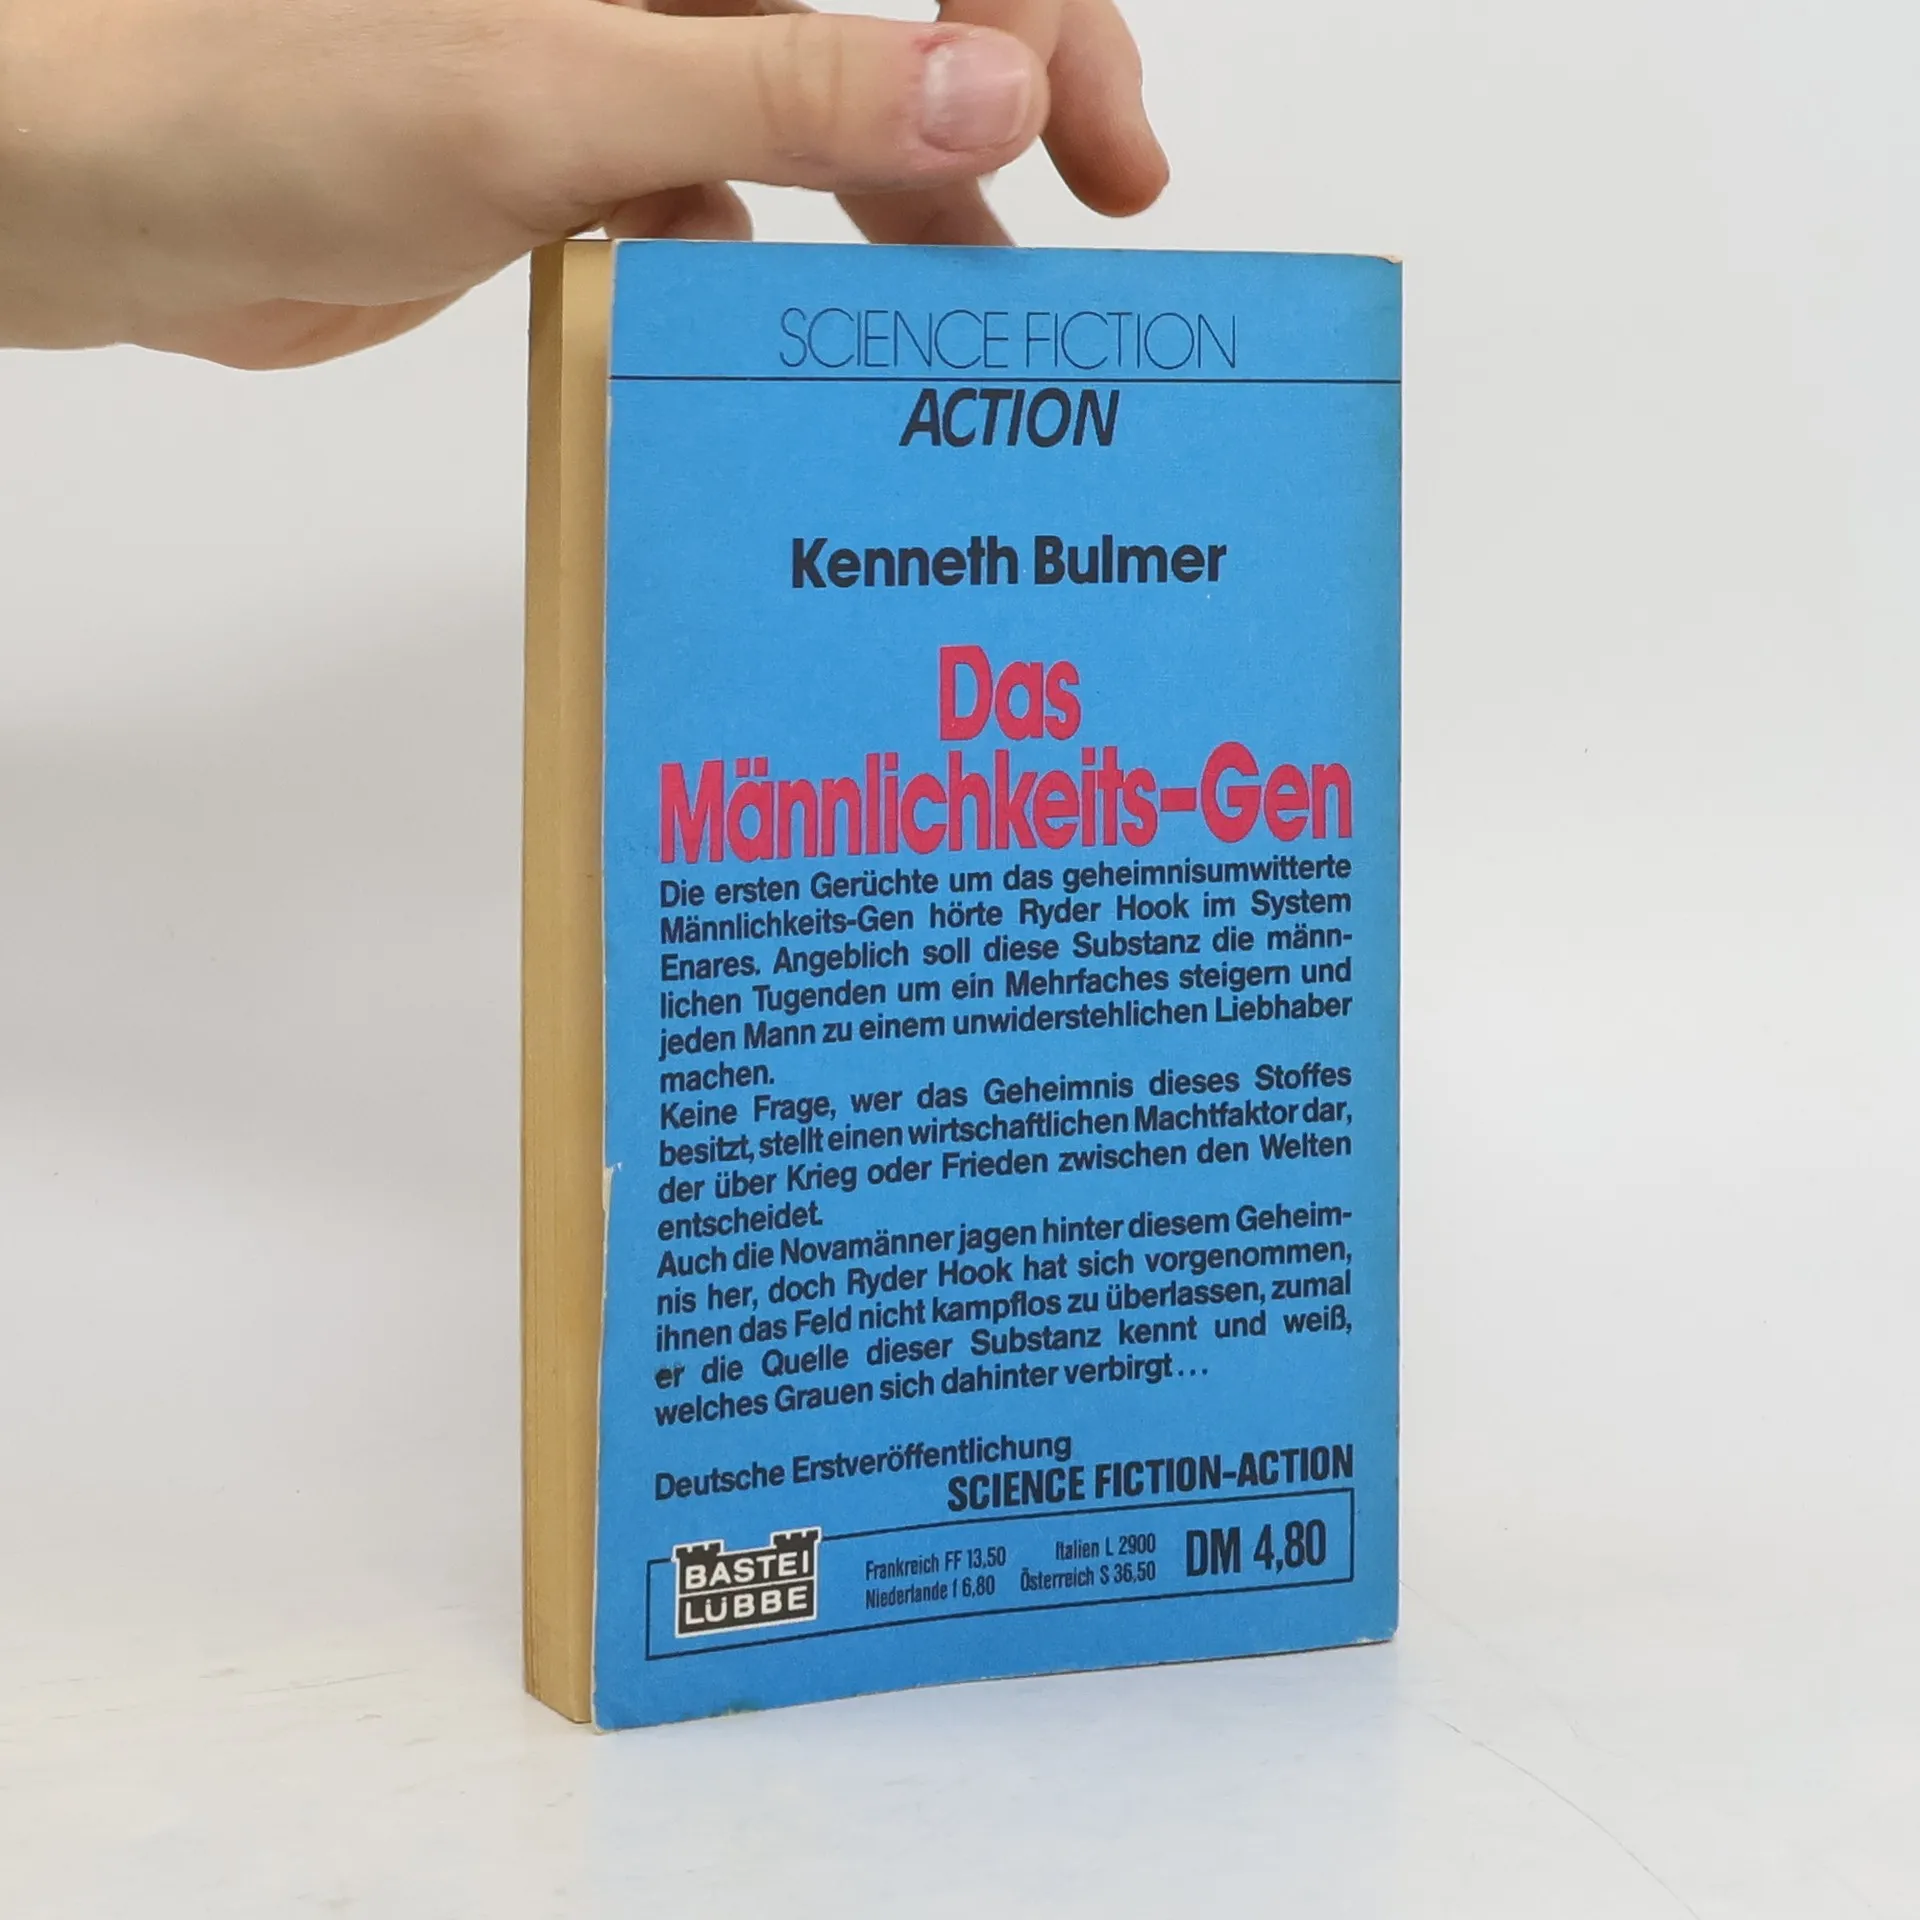 SCIENCE FICTION
ACTION
Kenneth Bulmer
Das
Männlichkeits-Gen
Die ersten Gerüchte um das geheimnisumwitterte
Männlichkeits-Gen hörte Ryder Hook im System
Enares. Angeblich soll diese Substanz die männ-
lichen Tugenden um ein Mehrfaches steigern und
jeden Mann zu einem unwiderstehlichen Liebhaber
machen.
Keine Frage, wer das Geheimnis dieses Stoffes
besitzt, stellt einen wirtschaftlichen Machtfaktor dar,
der über Krieg oder Frieden zwischen den Welten
entscheidet.
Auch die Novamänner jagen hinter diesem Geheim-
nis her, doch Ryder Hook hat sich vorgenommen,
ihnen das Feld nicht kampflos zu überlassen, zumal
er die Quelle dieser Substanz kennt und weiß,
welches Grauen sich dahinter verbirgt...
Deutsche Erstveröffentlichung
SCIENCE FICTION-ACTION
BASTEI
LÜBBE
Frankreich FF 13,50 Italien L 2900
Niederlande f 6,80 Österreich S 36,50
DM 4,80